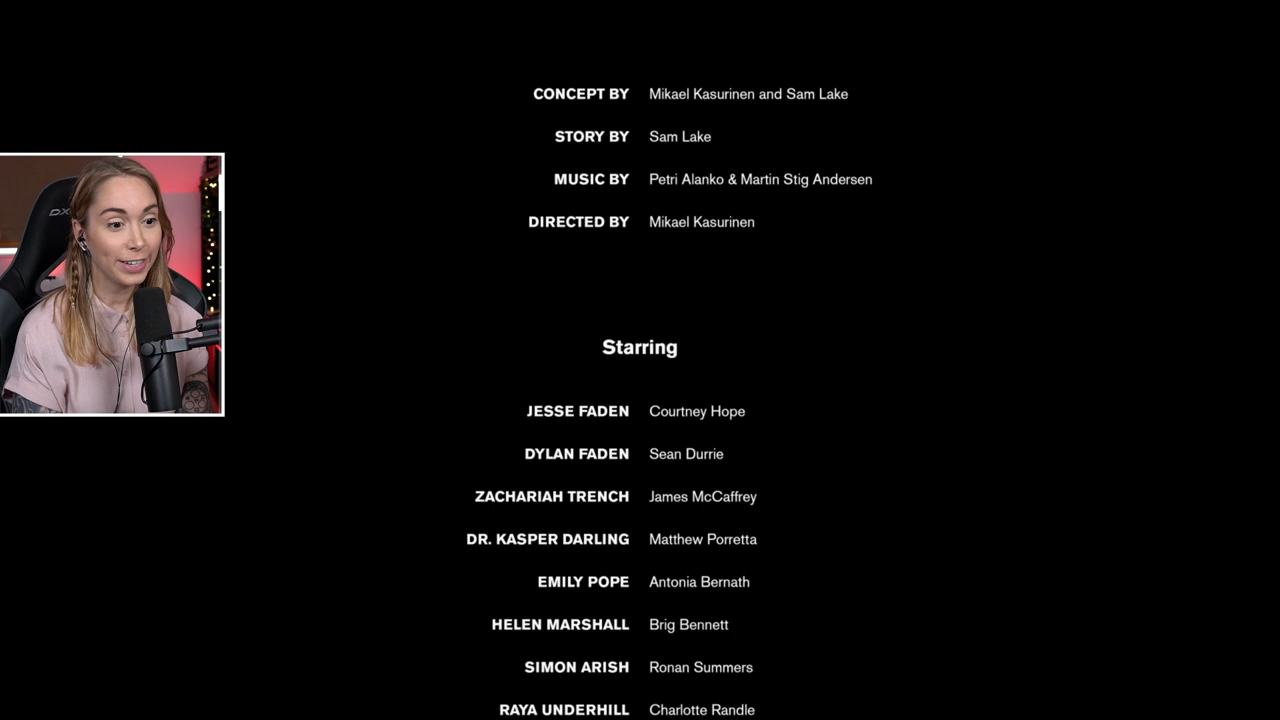 CONCEPT BY Mikael Kasurinen and Sam Lake
STORY BY Sam Lake
MUSIC BY Petri Alanko & Martin Stig Andersen
DIRECTED BY Mikael Kasurinen
Starring
JESSE FADEN Courtney Hope
DYLAN FADEN Sean Durrie
ZACHARIAH TRENCH James McCaffrey
DR. KASPER DARLING Matthew Porretta
EMILY POPE Antonia Bernath
HELEN MARSHALL Brig Bennett
SIMON ARISH Ronan Summers
RAYA UNDERHILL Charlotte Randle
DX